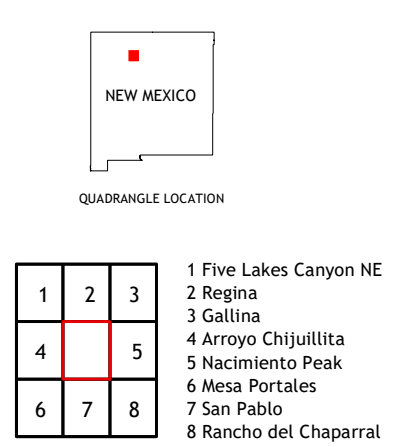 NEW MEXICO
QUADRANGLE LOCATION
1 2 3
4 5
6 7 8
1 Five Lakes Canyon NE
2 Regina
3 Gallina
4 Arroyo Chijuillita
5 Nacimiento Peak
6 Mesa Portales
7 San Pablo
8 Rancho del Chaparral